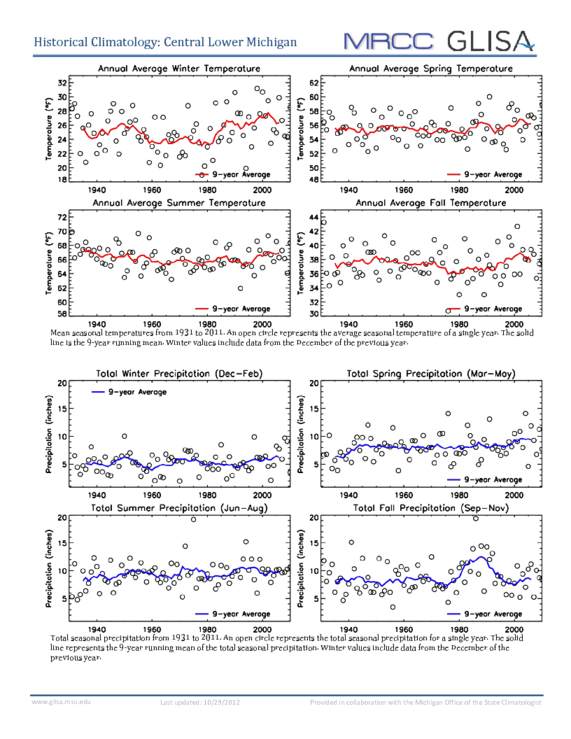 Historical Climatology: Central Lower Michigan
MRCC GLISA
Annual Average Winter Temperature
Temperature (°F)
32
30
28
26
24
22
20
18
1940 1960 1980 2000
9-year Average
Annual Average Spring Temperature
Temperature (°F)
62
60
58
56
54
52
50
48
1940 1960 1980 2000
9-year Average
Annual Average Summer Temperature
Temperature (°F)
72
70
68
66
64
62
60
58
1940 1960 1980 2000
9-year Average
Annual Average Fall Temperature
Temperature (°F)
44
42
40
38
36
34
32
30
1940 1960 1980 2000
9-year Average
Mean seasonal temperatures from 1931 to 2011. An open circle represents the average seasonal temperature of a single year. The solid
line is the 9-year running mean. Winter values include data from the December of the previous year.
Total Winter Precipitation (Dec-Feb)
Precipitation (inches)
20
15
10
5
1940 1960 1980 2000
9-year Average
Total Spring Precipitation (Mar-May)
Precipitation (inches)
20
15
10
5
1940 1960 1980 2000
9-year Average
Total Summer Precipitation (Jun-Aug)
Precipitation (inches)
20
15
10
5
1940 1960 1980 2000
9-year Average
Total Fall Precipitation (Sep-Nov)
Precipitation (inches)
20
15
10
5
1940 1960 1980 2000
9-year Average
Total seasonal precipitation from 1931 to 2011. An open circle represents the total seasonal precipitation for a single year. The solid
line represents the 9-year running mean of the total seasonal precipitation. Winter values include data from the December of the
previous year.
www.glisa.msu.edu Last updated: 10/29/2012 Provided in collaboration with the Michigan Office of the State Climatologist